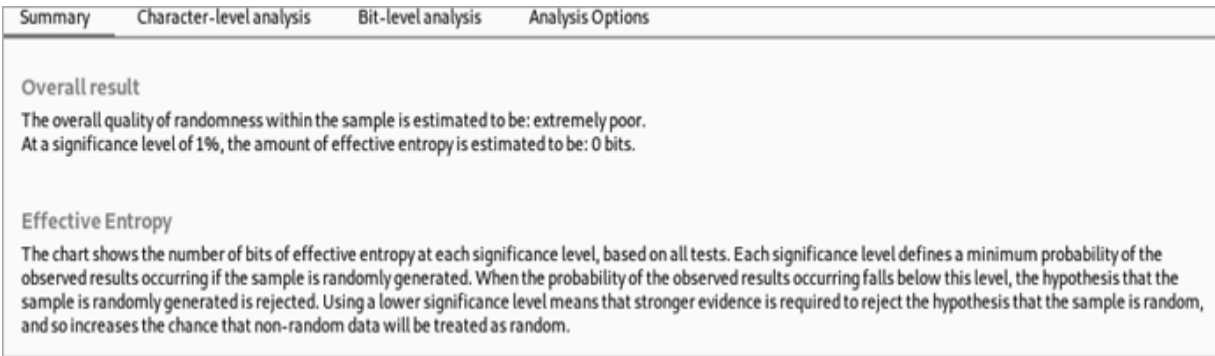 Summary Character-level analysis Bit-level analysis Analysis Options
Overall result
The overall quality of randomness within the sample is estimated to be: extremely poor.
At a significance level of 1%, the amount of effective entropy is estimated to be: 0 bits.
Effective Entropy
The chart shows the number of bits of effective entropy at each significance level, based on all tests. Each significance level defines a minimum probability of the
observed results occurring if the sample is randomly generated. When the probability of the observed results occurring falls below this level, the hypothesis that the
sample is randomly generated is rejected. Using a lower significance level means that stronger evidence is required to reject the hypothesis that the sample is random,
and so increases the chance that non-random data will be treated as random.